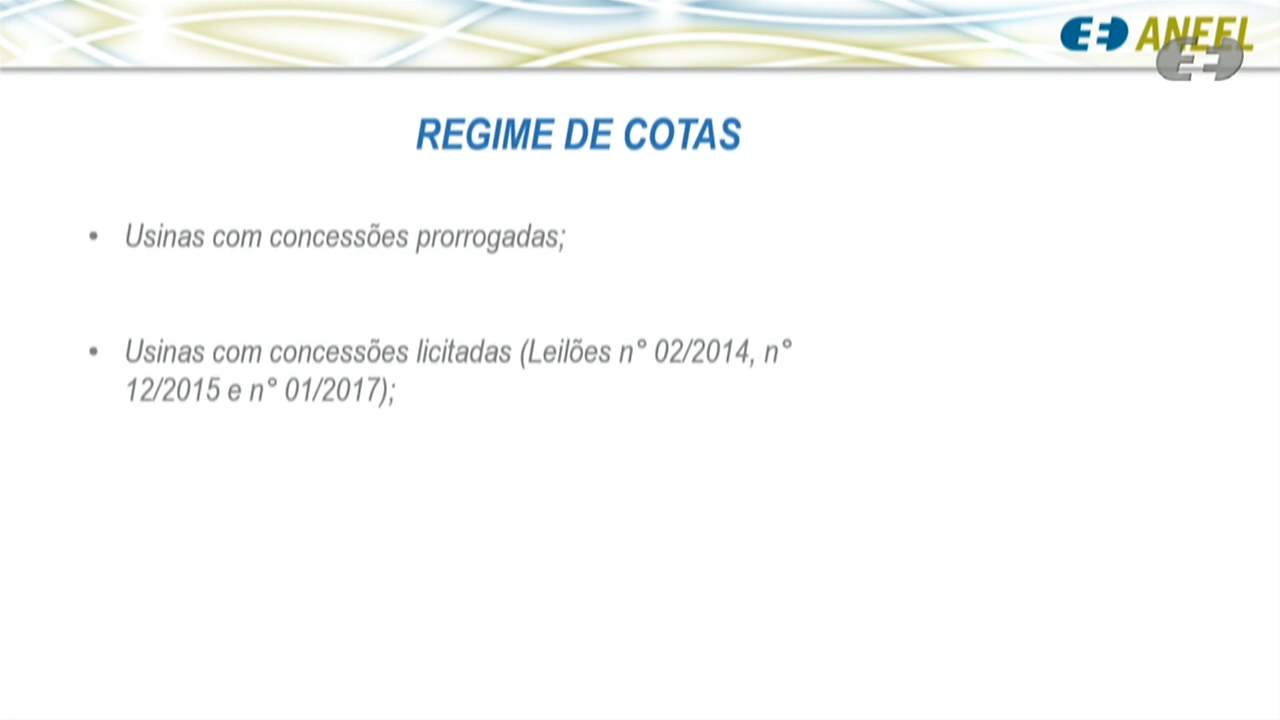 ANEEL
REGIME DE COTAS
• Usinas com concessões prorrogadas;
• Usinas com concessões licitadas (Leilões n° 02/2014, n°
12/2015 e n° 01/2017);